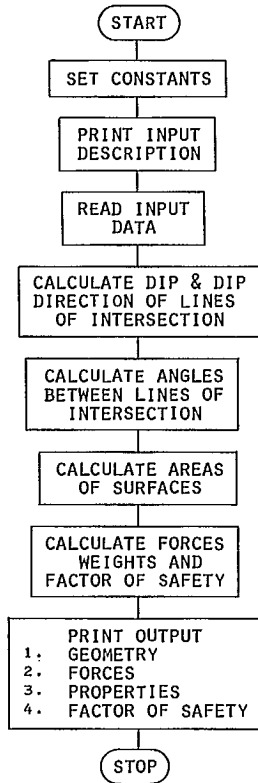 START
SET CONSTANTS
PRINT INPUT
DESCRIPTION
READ INPUT
DATA
CALCULATE DIP & DIP
DIRECTION OF LINES
OF INTERSECTION
CALCULATE ANGLES
BETWEEN LINES OF
INTERSECTION
CALCULATE AREAS
OF SURFACES
CALCULATE FORCES
WEIGHTS AND
FACTOR OF SAFETY
PRINT OUTPUT
1. GEOMETRY
2. FORCES
3. PROPERTIES
4. FACTOR OF SAFETY
STOP